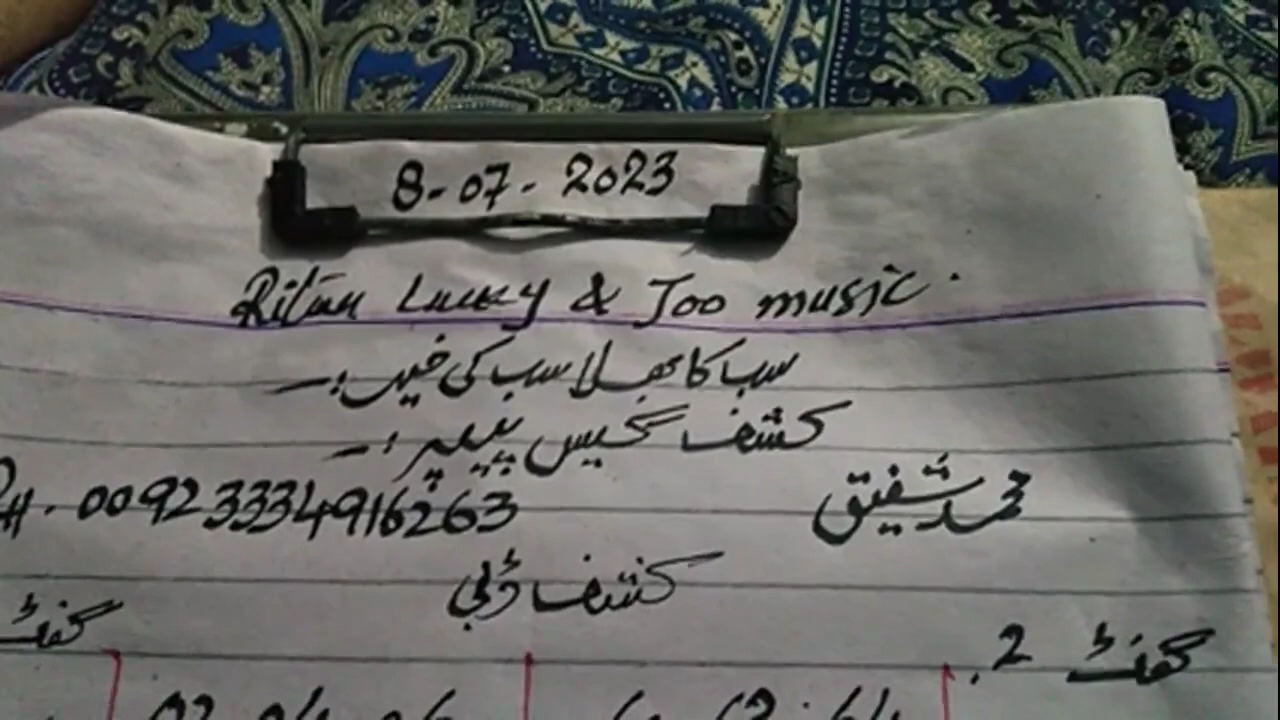 8-07-2023
Ritan Lucky & Joo music.
سب کا بھلا سب کی خیر :-
کشف گیس پیپر :-
محمد شفیق
PH. 00923334916263
کشف ڈبی
گفٹ 2.
گفٹ